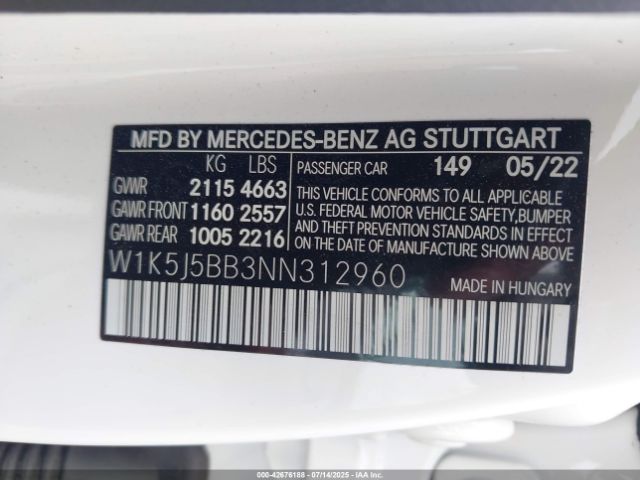 MFD BY MERCEDES-BENZ AG STUTTGART
KG LBS PASSENGER CAR 149 05/22
GVWR 2115 4663
GAWR FRONT 1160 2557
GAWR REAR 1005 2216
THIS VEHICLE CONFORMS TO ALL APPLICABLE
U.S. FEDERAL MOTOR VEHICLE SAFETY, BUMPER
AND THEFT PREVENTION STANDARDS IN
EFFECT ON THE DATE OF MANUFACTURE SHOWN ABOVE
W1K5J5BB3NN312960
MADE IN HUNGARY
000-42676188 | 07/14/2025 | IAAI.COM